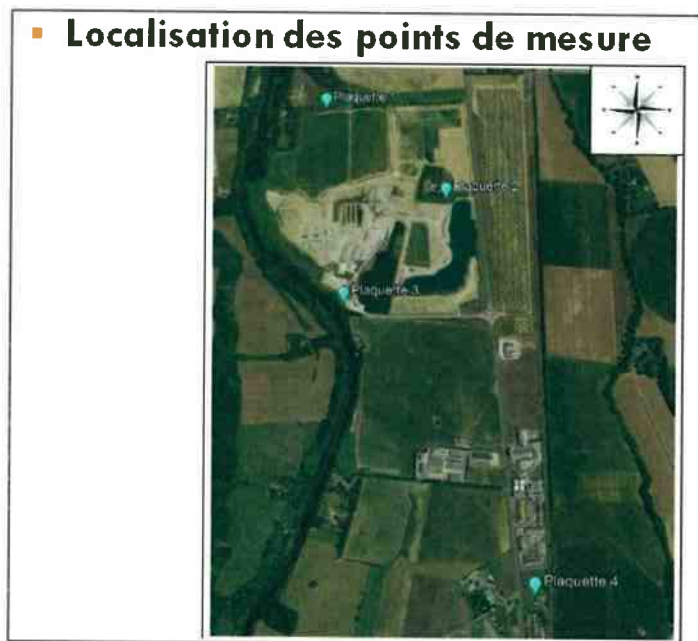 Localisation des points de mesure
Plaquette
Plaquette 2
Plaquette 3
Plaquette 4